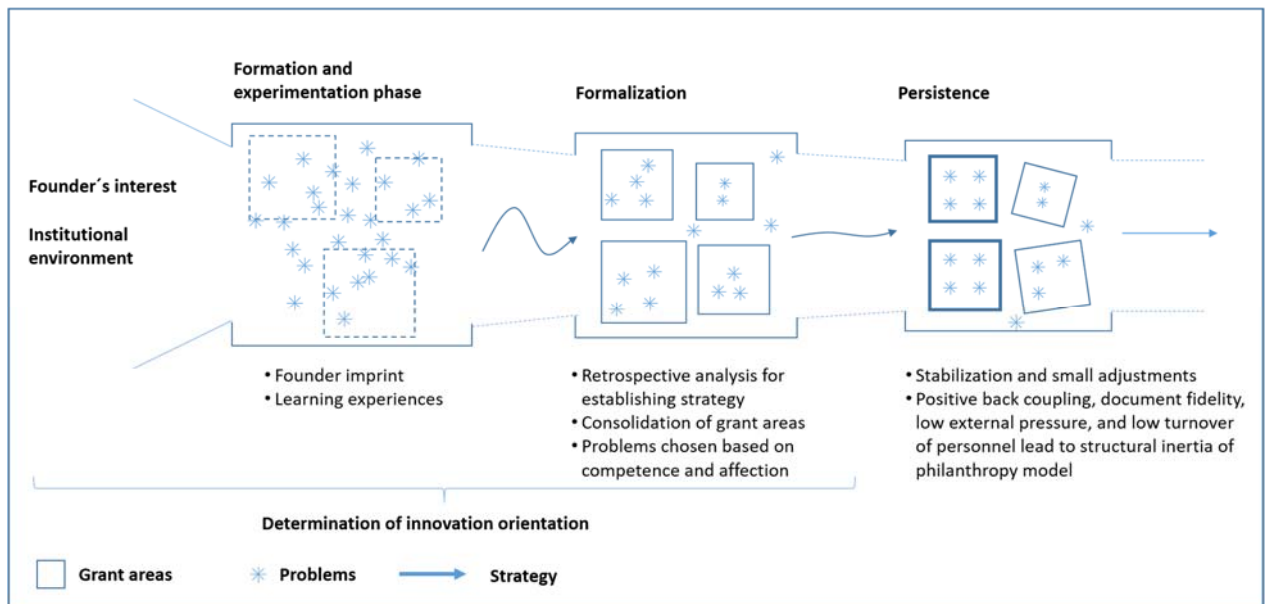 Formation and
experimentation phase
Formalization
Persistence
Founder´s interest
Institutional
environment
• Founder imprint
• Learning experiences
• Retrospective analysis for
establishing strategy
• Consolidation of grant areas
• Problems chosen based on
competence and affection
• Stabilization and small adjustments
• Positive back coupling, document fidelity,
low external pressure, and low turnover
of personnel lead to structural inertia of
philanthropy model
Determination of innovation orientation
Grant areas
Problems
Strategy